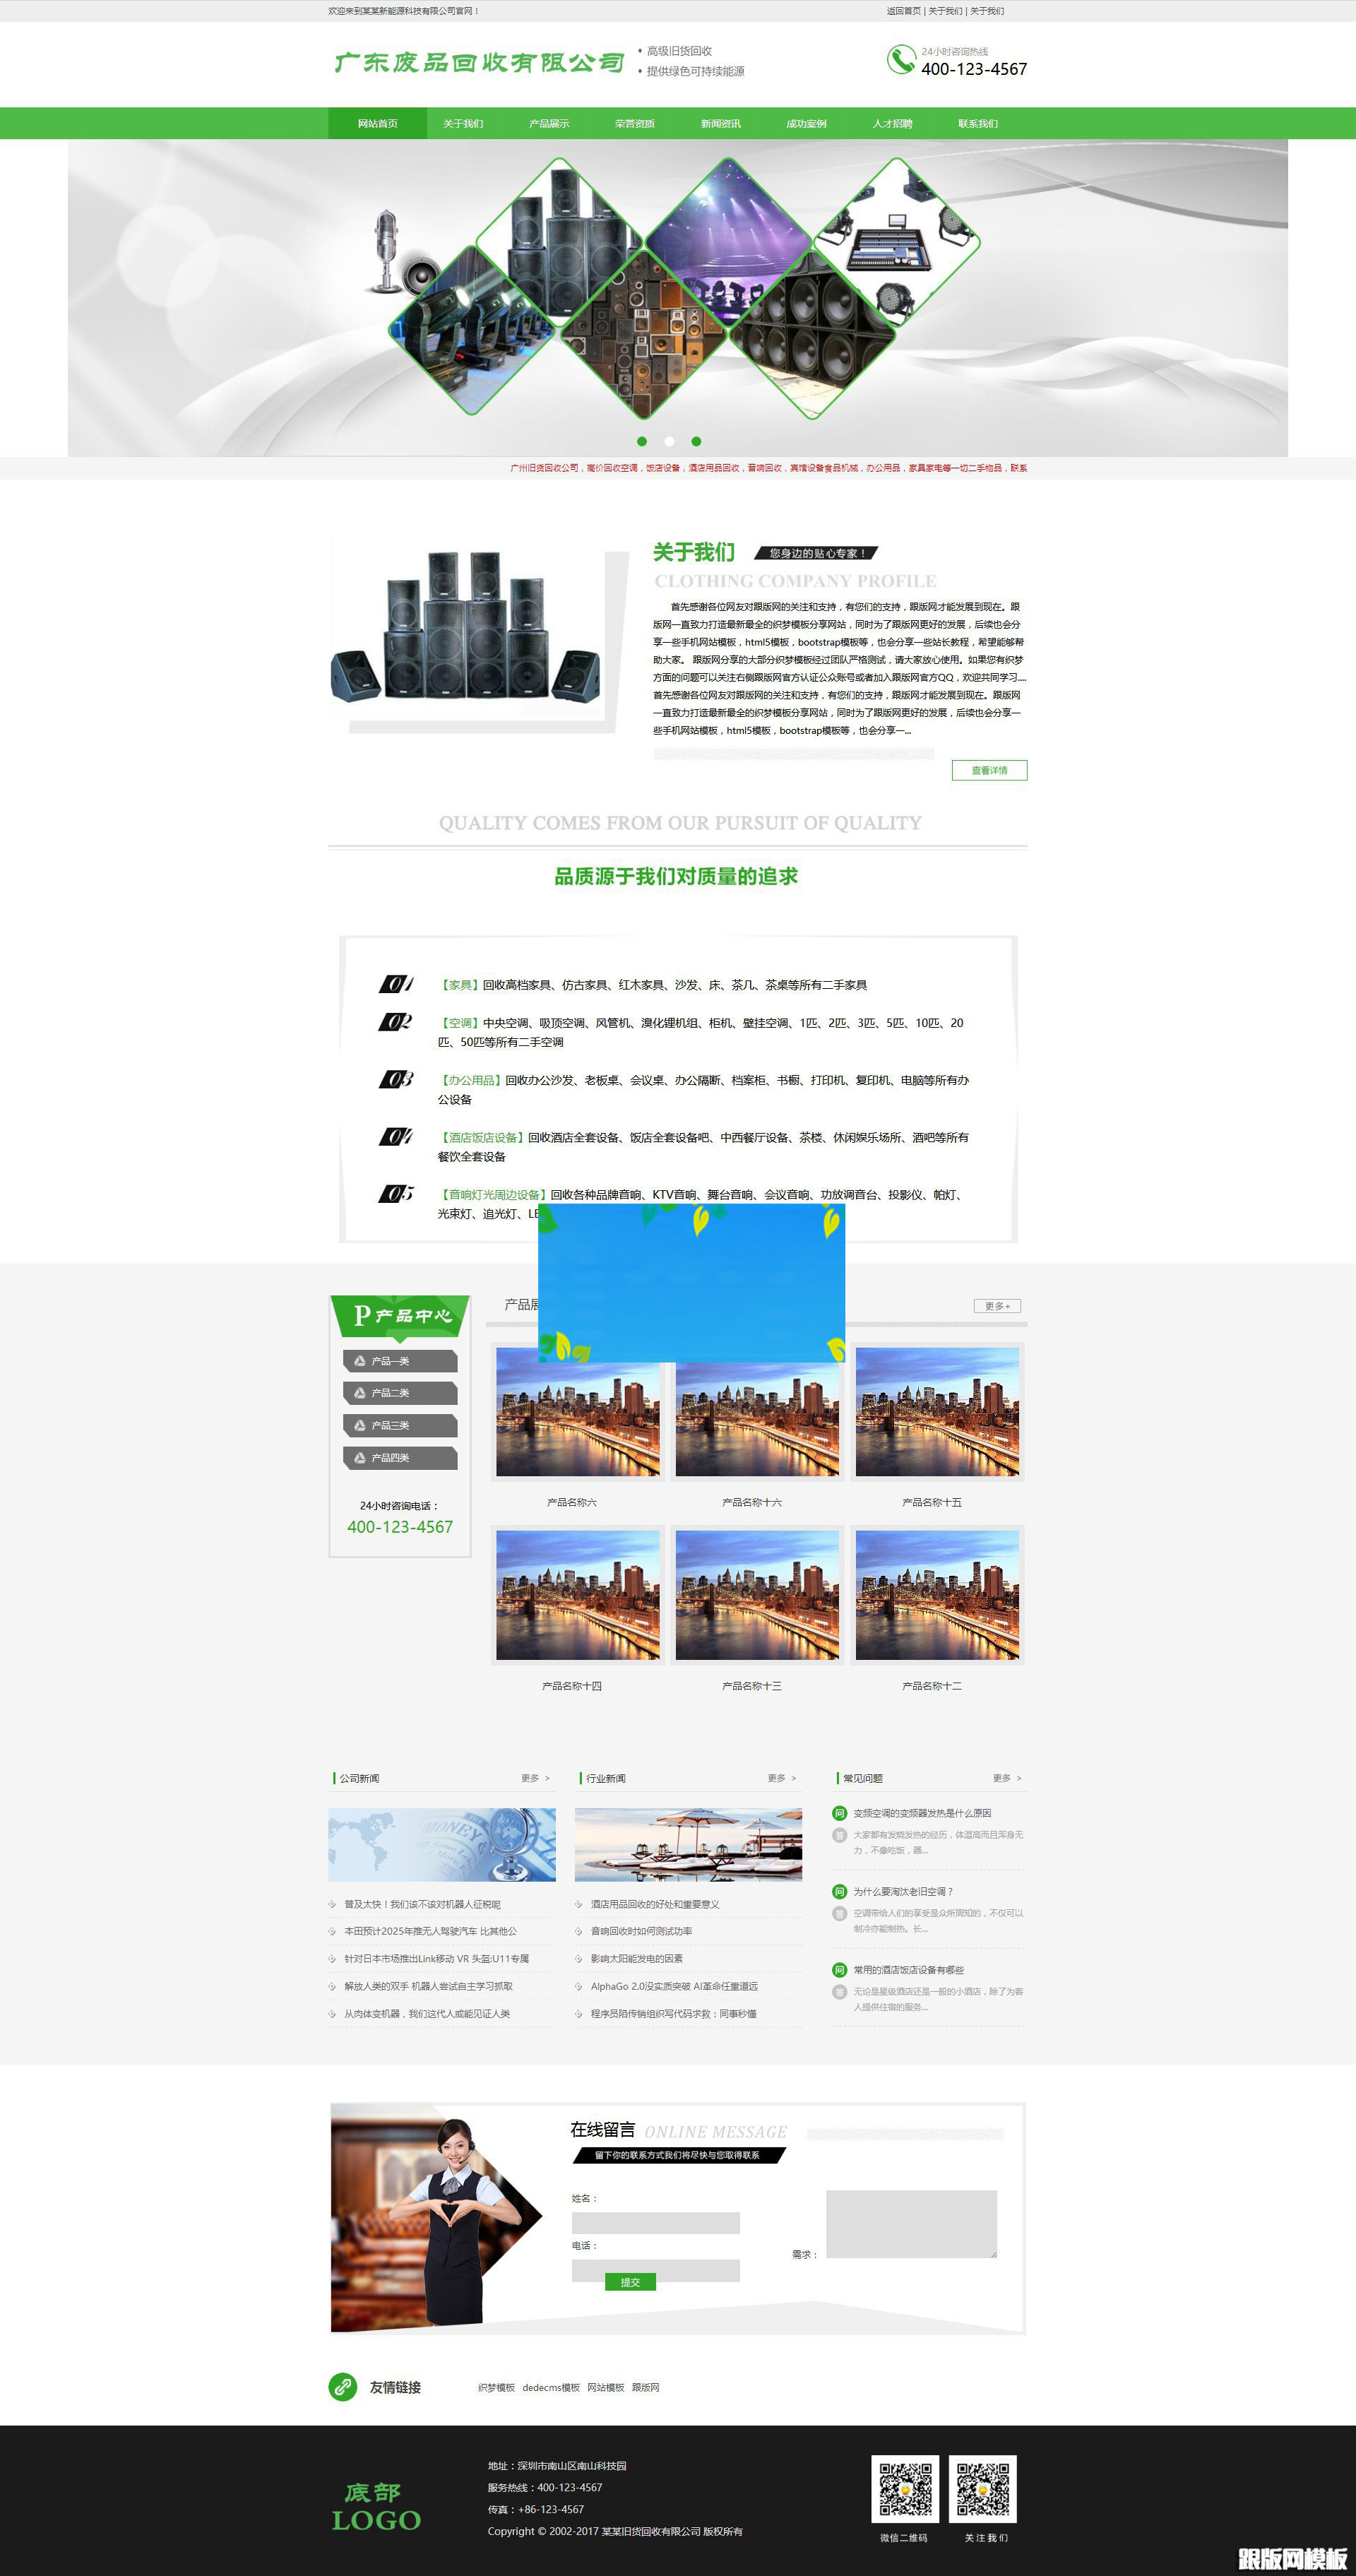 欢迎来到某某新能源科技有限公司官网！
返回首页 | 关于我们 | 关于我们
广东废品回收有限公司
高级旧货回收
提供绿色可持续能源
24小时咨询热线
400-123-4567
网站首页 关于我们 产品展示 荣誉资质 新闻资讯 成功案例 人才招聘 联系我们
广州旧货回收公司，高价回收空调，饭店设备，酒店用品回收，音响回收，宾馆设备食品机械，办公用品，家具家电等一切二手物品，联系
关于我们
您身边的贴心专家！
CLOTHING COMPANY PROFILE
首先感谢各位网友对跟版网的关注和支持，有您们的支持，跟版网才能发展到现在。跟
版网一直致力打造最新最全的织梦模板分享网站，同时为了跟版网更好的发展，后续也会分
享一些手机网站模板，html5模板，bootstrap模板等，也会分享一些站长教程，希望能够帮
助大家。 跟版网分享的大部分织梦模板经过团队严格测试，请大家放心使用。如果您有织梦
方面的问题可以关注右侧跟版网官方认证公众账号或者加入跟版网官方QQ，欢迎共同学习....
首先感谢各位网友对跟版网的关注和支持，有您们的支持，跟版网才能发展到现在。跟版网
一直致力打造最新最全的织梦模板分享网站，同时为了跟版网更好的发展，后续也会分享一
些手机网站模板，html5模板，bootstrap模板等，也会分享一...
查看详情
QUALITY COMES FROM OUR PURSUIT OF QUALITY
品质源于我们对质量的追求
01 【家具】回收高档家具、仿古家具、红木家具、沙发、床、茶几、茶桌等所有二手家具
02 【空调】中央空调、吸顶空调、风管机、溴化锂机组、柜机、壁挂空调、1匹、2匹、3匹、5匹、10匹、20
匹、50匹等所有二手空调
03 【办公用品】回收办公沙发、老板桌、会议桌、办公隔断、档案柜、书橱、打印机、复印机、电脑等所有办
公设备
04 【酒店饭店设备】回收酒店全套设备、饭店全套设备吧、中西餐厅设备、茶楼、休闲娱乐场所、酒吧等所有
餐饮全套设备
05 【音响灯光周边设备】回收各种品牌音响、KTV音响、舞台音响、会议音响、功放调音台、投影仪、帕灯、
光束灯、追光灯、LE
P 产品中心
产品一类
产品二类
产品三类
产品四类
24小时咨询电话：
400-123-4567
产品展
更多+
产品名称六 产品名称十六 产品名称十五
产品名称十四 产品名称十三 产品名称十二
公司新闻 更多 >
MONEY
普及太快！我们该不该对机器人征税呢
本田预计2025年推无人驾驶汽车 比其他公
针对日本市场推出Link移动 VR 头盔:U11专属
解放人类的双手 机器人尝试自主学习抓取
从肉体变机器，我们这代人或能见证人类
行业新闻 更多 >
酒店用品回收的好处和重要意义
音响回收时如何测试功率
影响太阳能发电的因素
AlphaGo 2.0没实质突破 AI革命任重道远
程序员陷传销组织写代码求救：同事秒懂
常见问题 更多 >
问 变频空调的变频器发热是什么原因
答 大家都有发烧发热的经历，体温高而且浑身无
力，不像吃饭，器...
问 为什么要淘汰老旧空调？
答 空调带给人们的享受是众所周知的，不仅可以
制冷亦能制热。长...
问 常用的酒店饭店设备有哪些
答 无论是星级酒店还是一般的小酒店，除了为客
人提供住宿的服务...
在线留言 ONLINE MESSAGE
留下你的联系方式我们将尽快与您取得联系
姓名：
电话：
需求：
提交
友情链接
织梦模板 dedecms模板 网站模板 跟版网
底部
LOGO
地址：深圳市南山区南山科技园
服务热线：400-123-4567
传真：+86-123-4567
Copyright © 2002-2017 某某旧货回收有限公司 版权所有
微信二维码 关注我们
跟版网模板